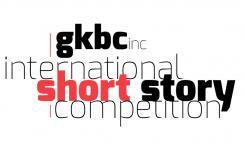 gkbc inc
international
short story
competition